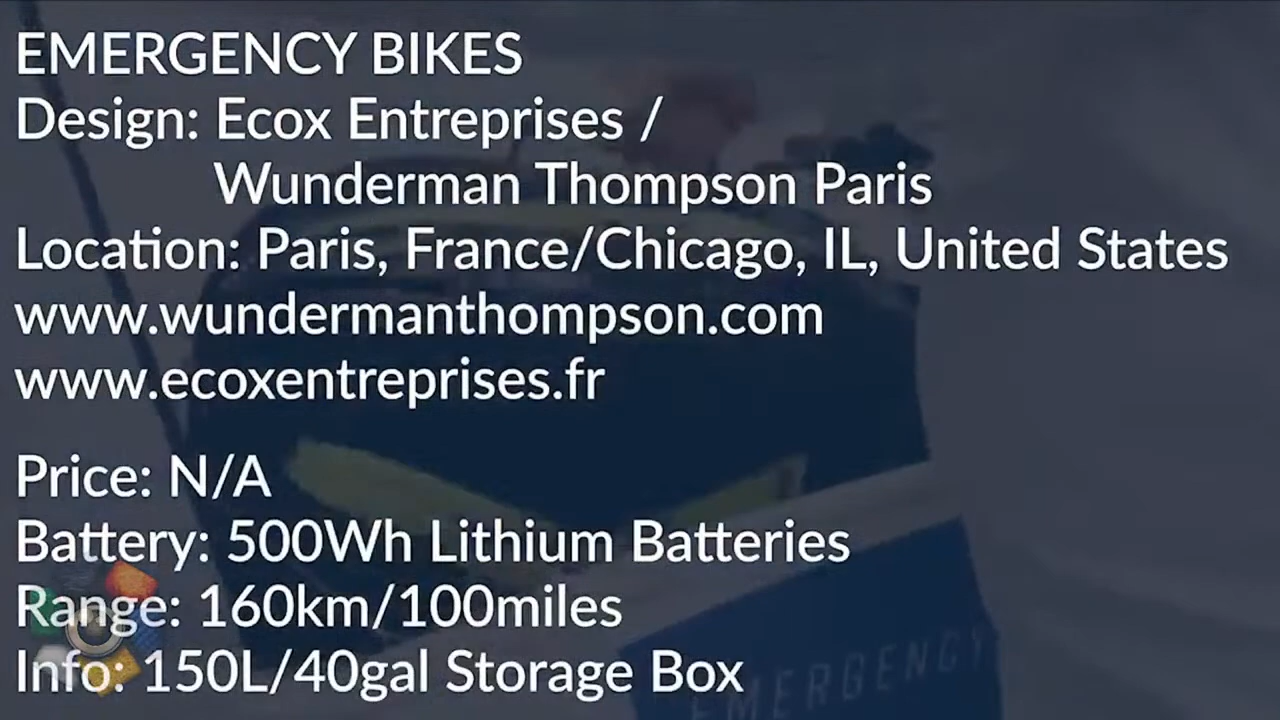 EMERGENCY BIKES
Design: Ecox Entreprises /
Wunderman Thompson Paris
Location: Paris, France/Chicago, IL, United States
www.wundermanthompson.com
www.ecoxentreprises.fr
Price: N/A
Battery: 500Wh Lithium Batteries
Range: 160km/100miles
Info: 150L/40gal Storage Box
EMERGENCY